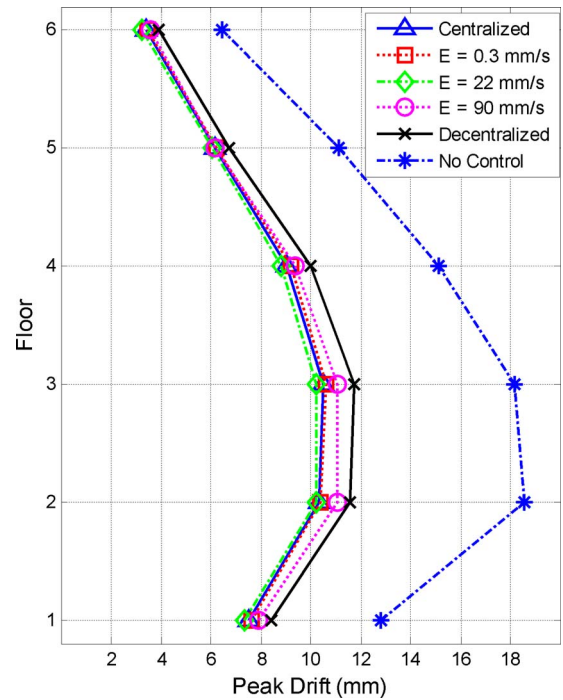 6
5
4
3
2
1
Floor
2 4 6 8 10 12 14 16 18
Peak Drift (mm)
Centralized
E = 0.3 mm/s
E = 22 mm/s
E = 90 mm/s
Decentralized
No Control